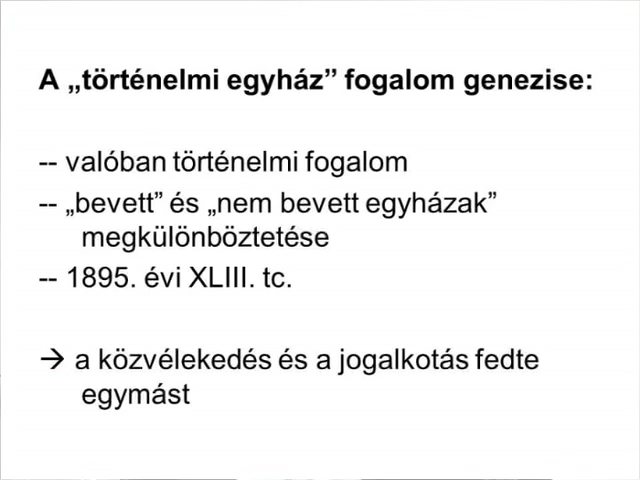 A „történelmi egyház” fogalom genezise:
-- valóban történelmi fogalom
-- „bevett” és „nem bevett egyházak”
megkülönböztetése
-- 1895. évi XLIII. tc.
→ a közvélekedés és a jogalkotás fedte
egymást